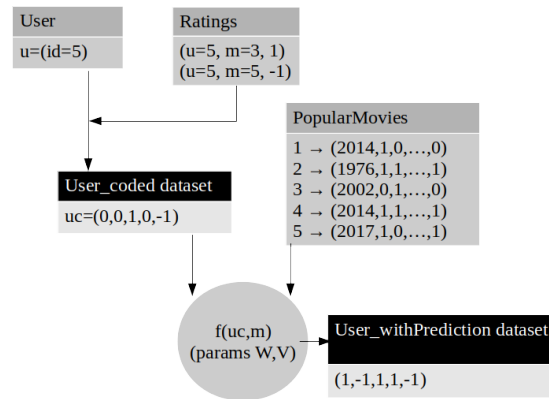 User
u=(id=5)
Ratings
(u=5, m=3, 1)
(u=5, m=5, -1)
PopularMovies
1 → (2014,1,0,…,0)
2 → (1976,1,1,…,1)
3 → (2002,0,1,…,0)
4 → (2014,1,1,…,1)
5 → (2017,1,0,…,1)
User_coded dataset
uc=(0,0,1,0,-1)
f(uc,m)
(params W,V)
User_withPrediction dataset
(1,-1,1,1,-1)